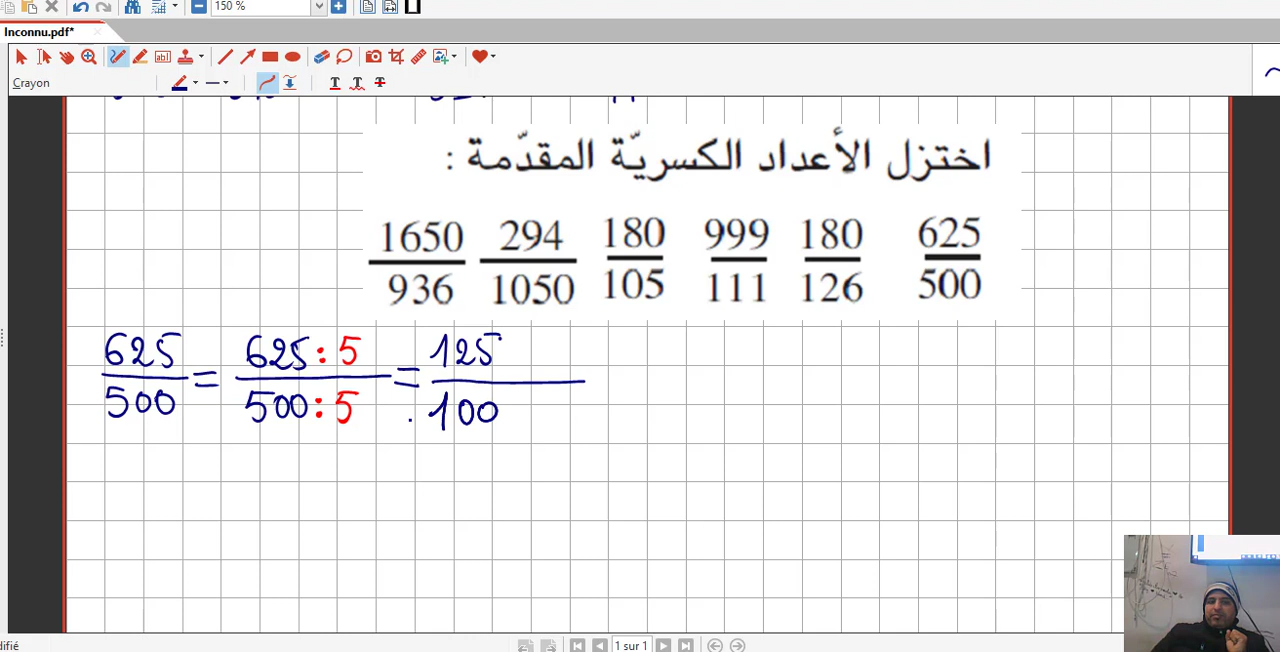 150 %
Inconnu.pdf*
Crayon
اختزل الأعداد الكسريّة المقدّمة :
1650/936 294/1050 180/105 999/111 180/126 625/500
625/500 = 625:5/500:5 = 125/100
difié
1 sur 1